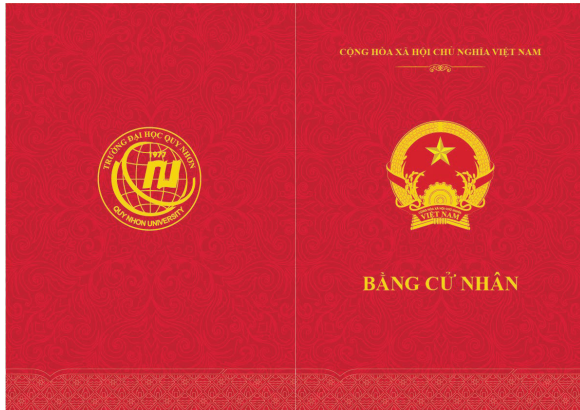 TRƯỜNG ĐẠI HỌC QUY NHƠN
1977
QUY NHON UNIVERSITY
CỘNG HÒA XÃ HỘI CHỦ NGHĨA VIỆT NAM
VIỆT NAM
BẰNG CỬ NHÂN